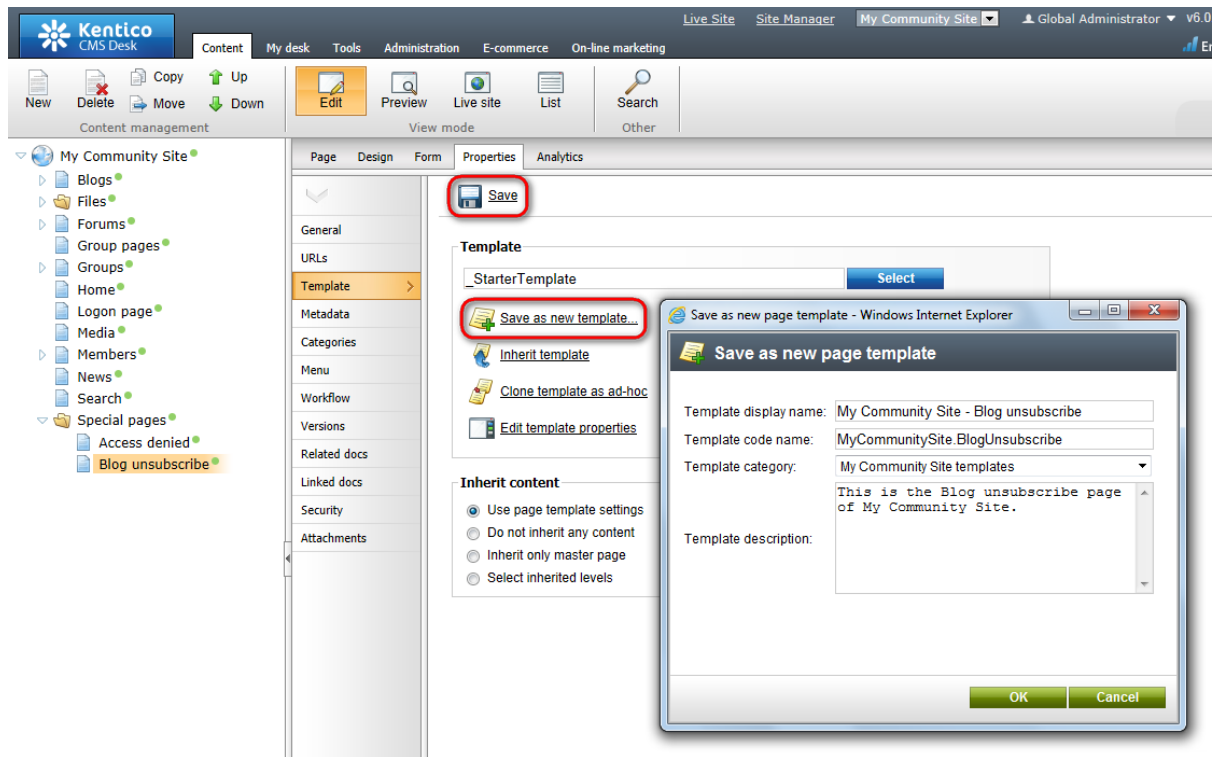 Live Site Site Manager My Community Site Global Administrator v6.0
Kentico
CMS Desk
Content My desk Tools Administration E-commerce On-line marketing
New Delete Copy Move Up Down
Content management
Edit Preview Live site List
View mode
Search
Other
My Community Site
Blogs
Files
Forums
Group pages
Groups
Home
Logon page
Media
Members
News
Search
Special pages
Access denied
Blog unsubscribe
Page Design Form Properties Analytics
General
URLs
Template >
Metadata
Categories
Menu
Workflow
Versions
Related docs
Linked docs
Security
Attachments
Save
Template
_StarterTemplate Select
Save as new template...
Inherit template
Clone template as ad-hoc
Edit template properties
Inherit content
Use page template settings
Do not inherit any content
Inherit only master page
Select inherited levels
Save as new page template - Windows Internet Explorer
Save as new page template
Template display name: My Community Site - Blog unsubscribe
Template code name: MyCommunitySite.BlogUnsubscribe
Template category: My Community Site templates
Template description:
This is the Blog unsubscribe page
of My Community Site.
OK Cancel